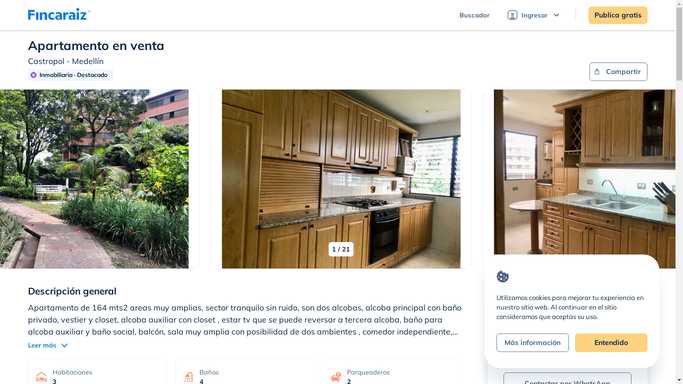 Fincaraiz
Buscador
Ingresar
Publica gratis
Apartamento en venta
Castropol - Medellín
Inmobiliaria · Destacado
Compartir
1 / 21
Descripción general
Apartamento de 164 mts2 areas muy amplias, sector tranquilo sin ruido, son dos alcobas, alcoba principal con baño
privado, vestier y closet, alcoba auxiliar con closet , estar tv que se puede reversar a tercera alcoba, baño para
alcoba auxiliar y baño social, balcón, sala muy amplia con posibilidad de dos ambientes , comedor independiente,...
Leer más
Habitaciones
3
Baños
4
Parqueaderos
2
Utilizamos cookies para mejorar tu experiencia en
nuestro sitio web. Al continuar en el sitio
consideramos que aceptas su uso.
Más información
Entendido
Contactar por WhatsApp